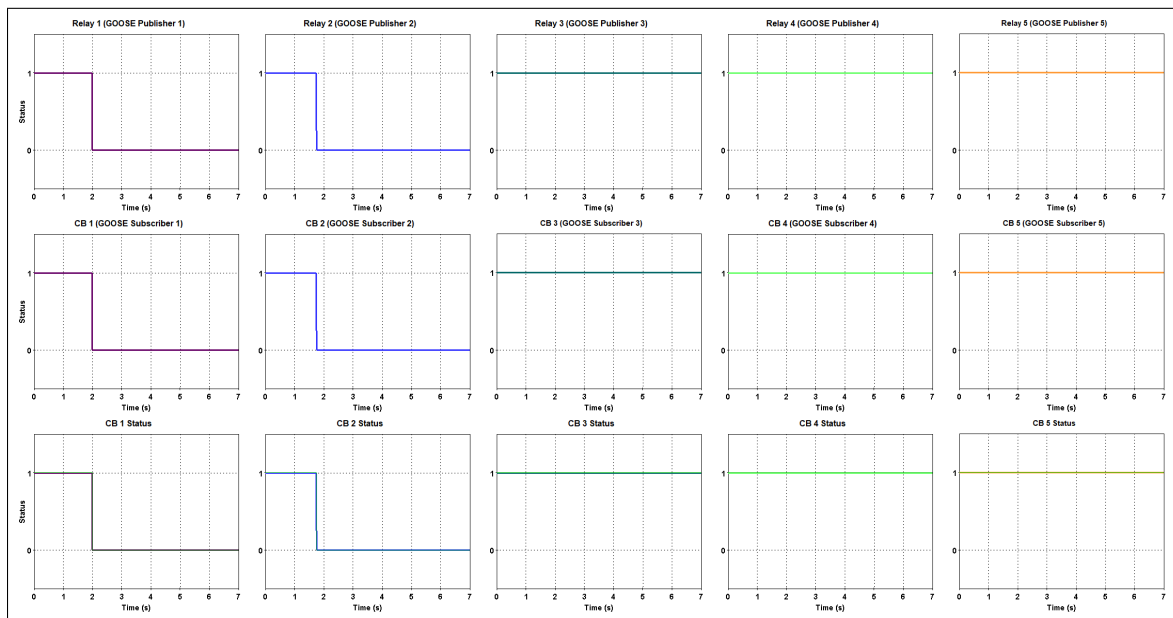 Relay 1 (GOOSE Publisher 1)
Relay 2 (GOOSE Publisher 2)
Relay 3 (GOOSE Publisher 3)
Relay 4 (GOOSE Publisher 4)
Relay 5 (GOOSE Publisher 5)
Status
1
0
0 1 2 3 4 5 6 7
Time (s)
1
0
0 1 2 3 4 5 6 7
Time (s)
1
0
0 1 2 3 4 5 6 7
Time (s)
1
0
0 1 2 3 4 5 6 7
Time (s)
1
0
0 1 2 3 4 5 6 7
Time (s)
CB 1 (GOOSE Subscriber 1)
CB 2 (GOOSE Subscriber 2)
CB 3 (GOOSE Subscriber 3)
CB 4 (GOOSE Subscriber 4)
CB 5 (GOOSE Subscriber 5)
Status
1
0
0 1 2 3 4 5 6 7
Time (s)
1
0
0 1 2 3 4 5 6 7
Time (s)
1
0
0 1 2 3 4 5 6 7
Time (s)
1
0
0 1 2 3 4 5 6 7
Time (s)
1
0
0 1 2 3 4 5 6 7
Time (s)
CB 1 Status
CB 2 Status
CB 3 Status
CB 4 Status
CB 5 Status
Status
1
0
0 1 2 3 4 5 6 7
Time (s)
1
0
0 1 2 3 4 5 6 7
Time (s)
1
0
0 1 2 3 4 5 6 7
Time (s)
1
0
0 1 2 3 4 5 6 7
Time (s)
1
0
0 1 2 3 4 5 6 7
Time (s)